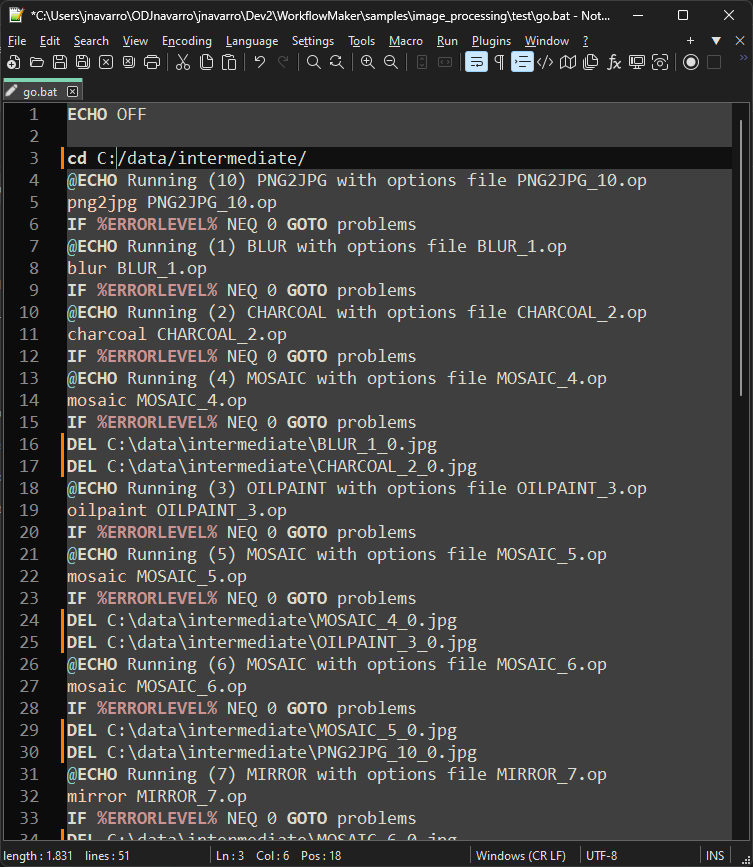 *C:\Users\jnavarro\ODJnavarro\jnavarro\Dev2\WorkflowMaker\samples\image_processing\test\go.bat - Not...
File Edit Search View Encoding Language Settings Tools Macro Run Plugins Window ?
go.bat
1 ECHO OFF
2
3 cd C:/data/intermediate/
4 @ECHO Running (10) PNG2JPG with options file PNG2JPG_10.op
5 png2jpg PNG2JPG_10.op
6 IF %ERRORLEVEL% NEQ 0 GOTO problems
7 @ECHO Running (1) BLUR with options file BLUR_1.op
8 blur BLUR_1.op
9 IF %ERRORLEVEL% NEQ 0 GOTO problems
10 @ECHO Running (2) CHARCOAL with options file CHARCOAL_2.op
11 charcoal CHARCOAL_2.op
12 IF %ERRORLEVEL% NEQ 0 GOTO problems
13 @ECHO Running (4) MOSAIC with options file MOSAIC_4.op
14 mosaic MOSAIC_4.op
15 IF %ERRORLEVEL% NEQ 0 GOTO problems
16 DEL C:\data\intermediate\BLUR_1_0.jpg
17 DEL C:\data\intermediate\CHARCOAL_2_0.jpg
18 @ECHO Running (3) OILPAINT with options file OILPAINT_3.op
19 oilpaint OILPAINT_3.op
20 IF %ERRORLEVEL% NEQ 0 GOTO problems
21 @ECHO Running (5) MOSAIC with options file MOSAIC_5.op
22 mosaic MOSAIC_5.op
23 IF %ERRORLEVEL% NEQ 0 GOTO problems
24 DEL C:\data\intermediate\MOSAIC_4_0.jpg
25 DEL C:\data\intermediate\OILPAINT_3_0.jpg
26 @ECHO Running (6) MOSAIC with options file MOSAIC_6.op
27 mosaic MOSAIC_6.op
28 IF %ERRORLEVEL% NEQ 0 GOTO problems
29 DEL C:\data\intermediate\MOSAIC_5_0.jpg
30 DEL C:\data\intermediate\PNG2JPG_10_0.jpg
31 @ECHO Running (7) MIRROR with options file MIRROR_7.op
32 mirror MIRROR_7.op
33 IF %ERRORLEVEL% NEQ 0 GOTO problems
34 DEL C:\data\intermediate\MOSAIC_6_0.jpg
length : 1.831 lines : 51 Ln : 3 Col : 6 Pos : 18 Windows (CR LF) UTF-8 INS